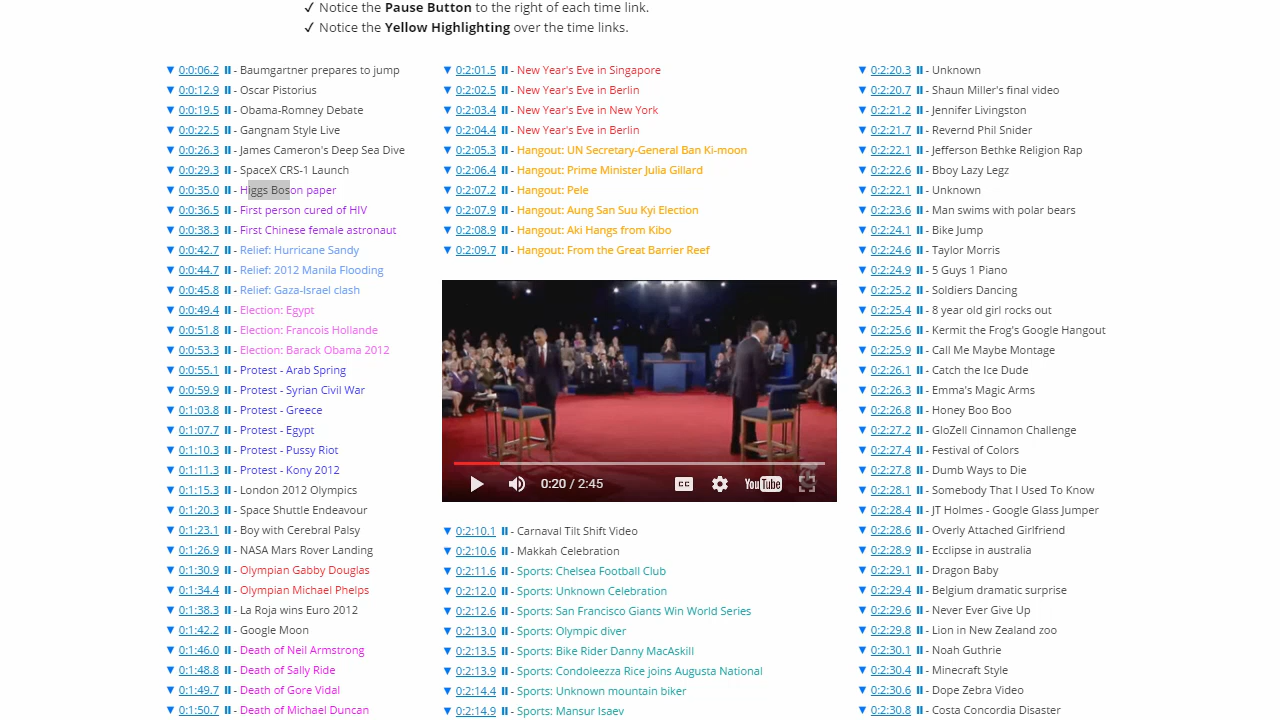 ✓ Notice the Pause Button to the right of each time link.
✓ Notice the Yellow Highlighting over the time links.
▼ 0:0:06.2 ⏸ - Baumgartner prepares to jump
▼ 0:0:12.9 ⏸ - Oscar Pistorius
▼ 0:0:19.5 ⏸ - Obama-Romney Debate
▼ 0:0:22.5 ⏸ - Gangnam Style Live
▼ 0:0:26.3 ⏸ - James Cameron's Deep Sea Dive
▼ 0:0:29.3 ⏸ - SpaceX CRS-1 Launch
▼ 0:0:35.0 ⏸ - Higgs Boson paper
▼ 0:0:36.5 ⏸ - First person cured of HIV
▼ 0:0:38.3 ⏸ - First Chinese female astronaut
▼ 0:0:42.7 ⏸ - Relief: Hurricane Sandy
▼ 0:0:44.7 ⏸ - Relief: 2012 Manila Flooding
▼ 0:0:45.8 ⏸ - Relief: Gaza-Israel clash
▼ 0:0:49.4 ⏸ - Election: Egypt
▼ 0:0:51.8 ⏸ - Election: Francois Hollande
▼ 0:0:53.3 ⏸ - Election: Barack Obama 2012
▼ 0:0:55.1 ⏸ - Protest - Arab Spring
▼ 0:0:59.9 ⏸ - Protest - Syrian Civil War
▼ 0:1:03.8 ⏸ - Protest - Greece
▼ 0:1:07.7 ⏸ - Protest - Egypt
▼ 0:1:10.3 ⏸ - Protest - Pussy Riot
▼ 0:1:11.3 ⏸ - Protest - Kony 2012
▼ 0:1:15.3 ⏸ - London 2012 Olympics
▼ 0:1:20.3 ⏸ - Space Shuttle Endeavour
▼ 0:1:23.1 ⏸ - Boy with Cerebral Palsy
▼ 0:1:26.9 ⏸ - NASA Mars Rover Landing
▼ 0:1:30.9 ⏸ - Olympian Gabby Douglas
▼ 0:1:34.4 ⏸ - Olympian Michael Phelps
▼ 0:1:38.3 ⏸ - La Roja wins Euro 2012
▼ 0:1:42.2 ⏸ - Google Moon
▼ 0:1:46.0 ⏸ - Death of Neil Armstrong
▼ 0:1:48.8 ⏸ - Death of Sally Ride
▼ 0:1:49.7 ⏸ - Death of Gore Vidal
▼ 0:1:50.7 ⏸ - Death of Michael Duncan
▼ 0:2:01.5 ⏸ - New Year's Eve in Singapore
▼ 0:2:02.5 ⏸ - New Year's Eve in Berlin
▼ 0:2:03.4 ⏸ - New Year's Eve in New York
▼ 0:2:04.4 ⏸ - New Year's Eve in Berlin
▼ 0:2:05.3 ⏸ - Hangout: UN Secretary-General Ban Ki-moon
▼ 0:2:06.4 ⏸ - Hangout: Prime Minister Julia Gillard
▼ 0:2:07.2 ⏸ - Hangout: Pele
▼ 0:2:07.9 ⏸ - Hangout: Aung San Suu Kyi Election
▼ 0:2:08.9 ⏸ - Hangout: Aki Hangs from Kibo
▼ 0:2:09.7 ⏸ - Hangout: From the Great Barrier Reef
0:20 / 2:45
CC
YouTube
▼ 0:2:10.1 ⏸ - Carnaval Tilt Shift Video
▼ 0:2:10.6 ⏸ - Makkah Celebration
▼ 0:2:11.6 ⏸ - Sports: Chelsea Football Club
▼ 0:2:12.0 ⏸ - Sports: Unknown Celebration
▼ 0:2:12.6 ⏸ - Sports: San Francisco Giants Win World Series
▼ 0:2:13.0 ⏸ - Sports: Olympic diver
▼ 0:2:13.5 ⏸ - Sports: Bike Rider Danny MacAskill
▼ 0:2:13.9 ⏸ - Sports: Condoleezza Rice joins Augusta National
▼ 0:2:14.4 ⏸ - Sports: Unknown mountain biker
▼ 0:2:14.9 ⏸ - Sports: Mansur Isaev
▼ 0:2:20.3 ⏸ - Unknown
▼ 0:2:20.7 ⏸ - Shaun Miller's final video
▼ 0:2:21.2 ⏸ - Jennifer Livingston
▼ 0:2:21.7 ⏸ - Revernd Phil Snider
▼ 0:2:22.1 ⏸ - Jefferson Bethke Religion Rap
▼ 0:2:22.6 ⏸ - Bboy Lazy Legz
▼ 0:2:22.1 ⏸ - Unknown
▼ 0:2:23.6 ⏸ - Man swims with polar bears
▼ 0:2:24.1 ⏸ - Bike Jump
▼ 0:2:24.6 ⏸ - Taylor Morris
▼ 0:2:24.9 ⏸ - 5 Guys 1 Piano
▼ 0:2:25.2 ⏸ - Soldiers Dancing
▼ 0:2:25.4 ⏸ - 8 year old girl rocks out
▼ 0:2:25.6 ⏸ - Kermit the Frog's Google Hangout
▼ 0:2:25.9 ⏸ - Call Me Maybe Montage
▼ 0:2:26.1 ⏸ - Catch the Ice Dude
▼ 0:2:26.3 ⏸ - Emma's Magic Arms
▼ 0:2:26.8 ⏸ - Honey Boo Boo
▼ 0:2:27.2 ⏸ - GloZell Cinnamon Challenge
▼ 0:2:27.4 ⏸ - Festival of Colors
▼ 0:2:27.8 ⏸ - Dumb Ways to Die
▼ 0:2:28.1 ⏸ - Somebody That I Used To Know
▼ 0:2:28.4 ⏸ - JT Holmes - Google Glass Jumper
▼ 0:2:28.6 ⏸ - Overly Attached Girlfriend
▼ 0:2:28.9 ⏸ - Ecclipse in australia
▼ 0:2:29.1 ⏸ - Dragon Baby
▼ 0:2:29.4 ⏸ - Belgium dramatic surprise
▼ 0:2:29.6 ⏸ - Never Ever Give Up
▼ 0:2:29.8 ⏸ - Lion in New Zealand zoo
▼ 0:2:30.1 ⏸ - Noah Guthrie
▼ 0:2:30.4 ⏸ - Minecraft Style
▼ 0:2:30.6 ⏸ - Dope Zebra Video
▼ 0:2:30.8 ⏸ - Costa Concordia Disaster